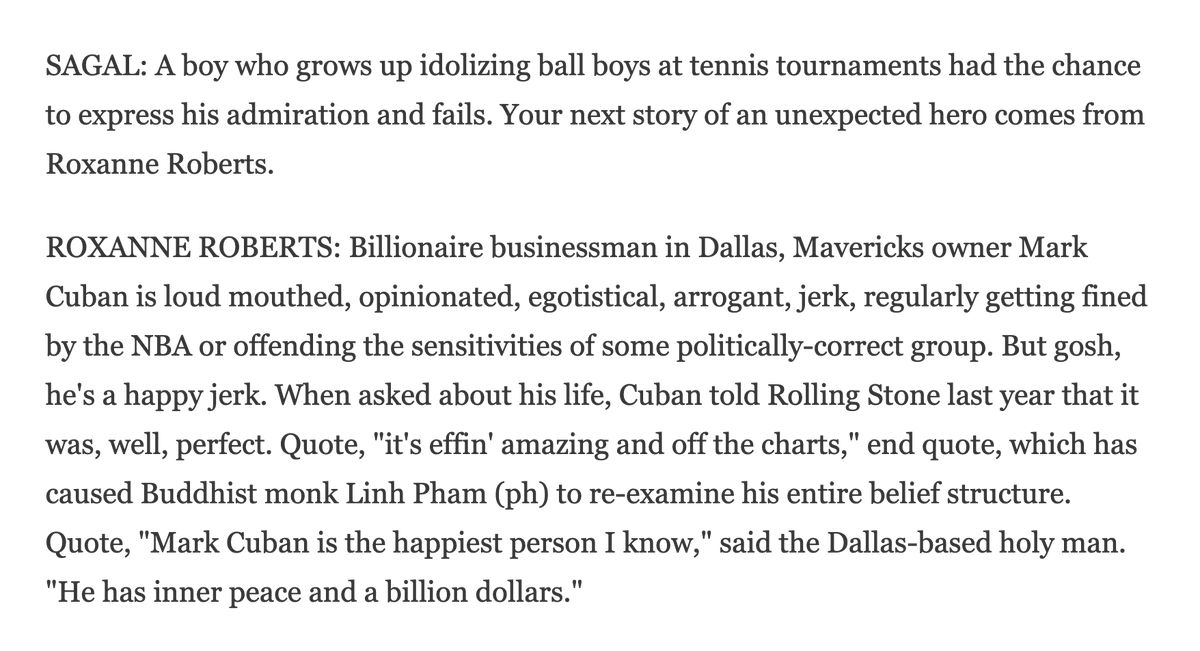 SAGAL: A boy who grows up idolizing ball boys at tennis tournaments had the chance
to express his admiration and fails. Your next story of an unexpected hero comes from
Roxanne Roberts.
ROXANNE ROBERTS: Billionaire businessman in Dallas, Mavericks owner Mark
Cuban is loud mouthed, opinionated, egotistical, arrogant, jerk, regularly getting fined
by the NBA or offending the sensitivities of some politically-correct group. But gosh,
he's a happy jerk. When asked about his life, Cuban told Rolling Stone last year that it
was, well, perfect. Quote, "it's effin' amazing and off the charts," end quote, which has
caused Buddhist monk Linh Pham (ph) to re-examine his entire belief structure.
Quote, "Mark Cuban is the happiest person I know," said the Dallas-based holy man.
"He has inner peace and a billion dollars."